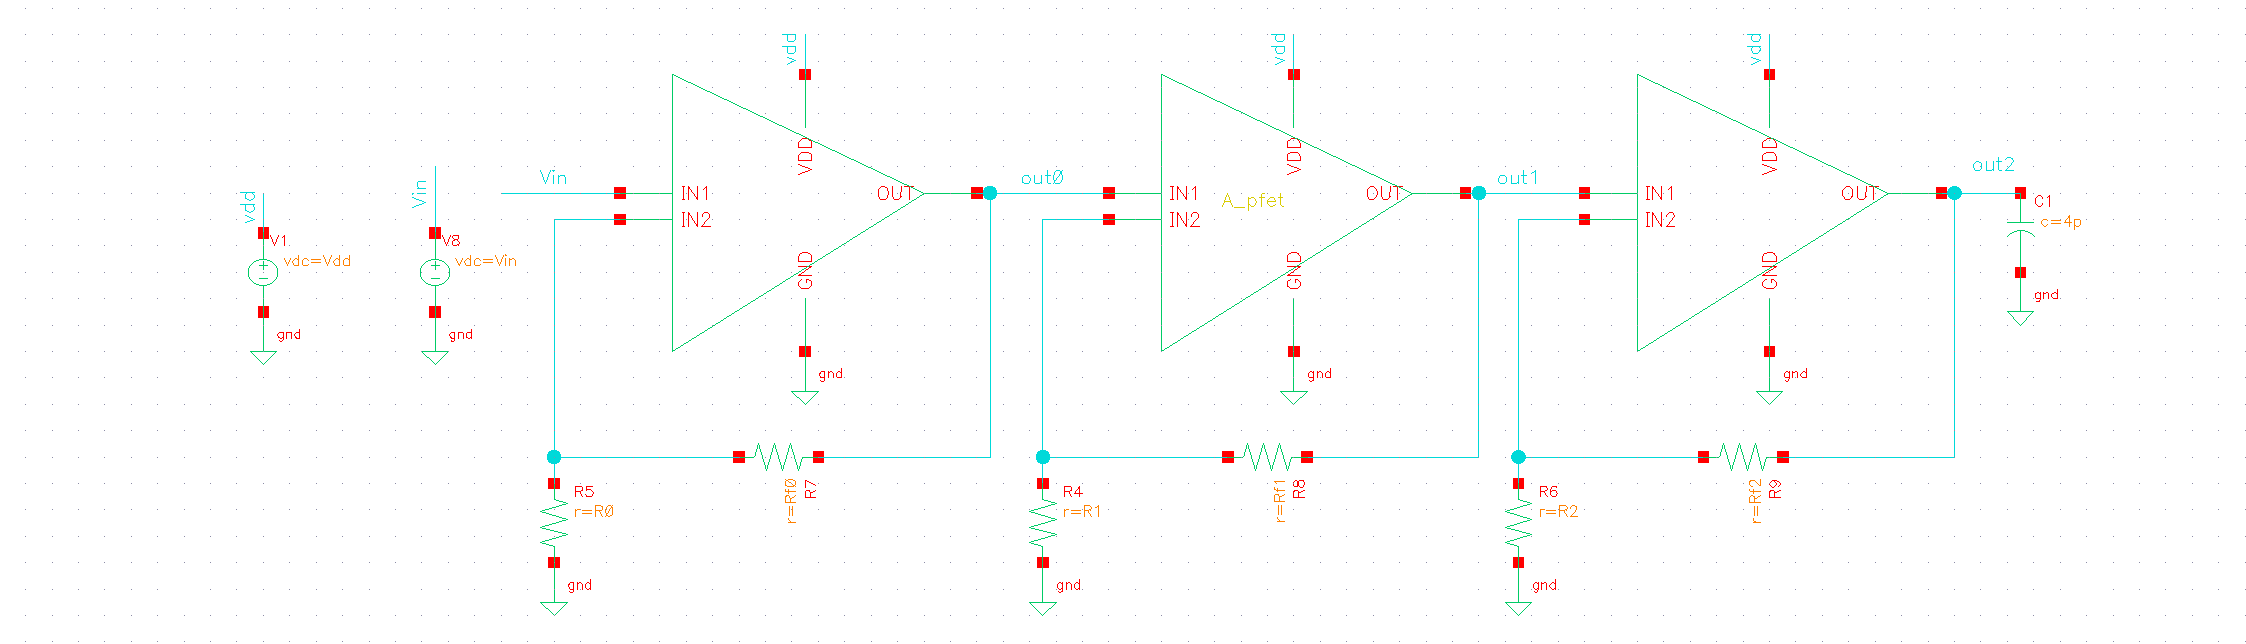 vdd
V1
vdc=Vdd
gnd
Vin
V8
vdc=Vin
gnd
Vin
vdd
VDD
IN1
IN2
OUT
GND
gnd
out0
R5
r=R0
gnd
r=Rf0
R7
vdd
VDD
IN1
IN2
A_pfet
OUT
GND
gnd
out1
R4
r=R1
gnd
r=Rf1
R8
vdd
VDD
IN1
IN2
OUT
GND
gnd
out2
R6
r=R2
gnd
r=Rf2
R9
C1
c=4p
gnd